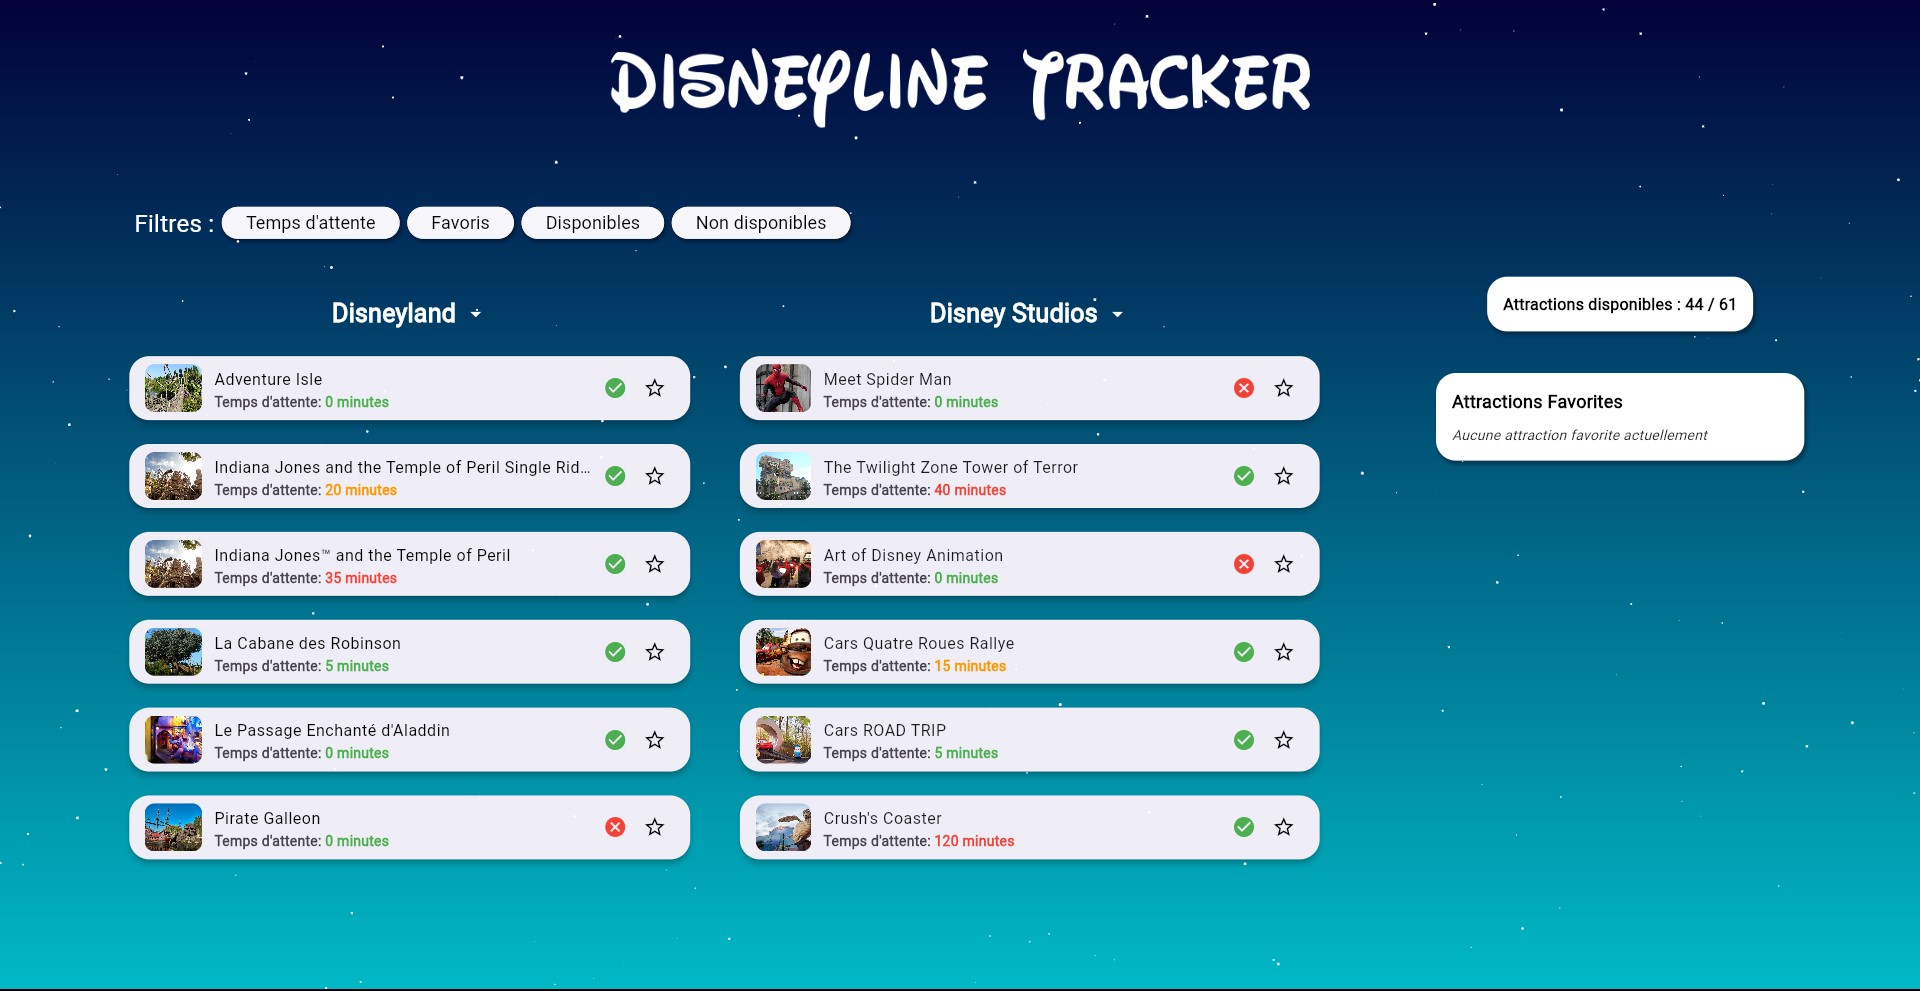 DISNEYLINE TRACKER
Filtres :
Temps d'attente
Favoris
Disponibles
Non disponibles
Disneyland
Adventure Isle
Temps d'attente: 0 minutes
Indiana Jones and the Temple of Peril Single Rid...
Temps d'attente: 20 minutes
Indiana Jones™ and the Temple of Peril
Temps d'attente: 35 minutes
La Cabane des Robinson
Temps d'attente: 5 minutes
Le Passage Enchanté d'Aladdin
Temps d'attente: 0 minutes
Pirate Galleon
Temps d'attente: 0 minutes
Disney Studios
Meet Spider Man
Temps d'attente: 0 minutes
The Twilight Zone Tower of Terror
Temps d'attente: 40 minutes
Art of Disney Animation
Temps d'attente: 0 minutes
Cars Quatre Roues Rallye
Temps d'attente: 15 minutes
Cars ROAD TRIP
Temps d'attente: 5 minutes
Crush's Coaster
Temps d'attente: 120 minutes
Attractions disponibles : 44 / 61
Attractions Favorites
Aucune attraction favorite actuellement